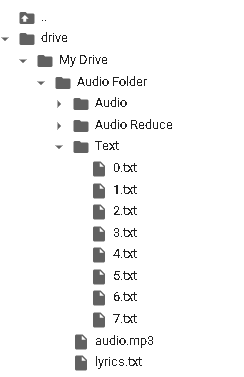 ..
drive
My Drive
Audio Folder
Audio
Audio Reduce
Text
0.txt
1.txt
2.txt
3.txt
4.txt
5.txt
6.txt
7.txt
audio.mp3
lyrics.txt